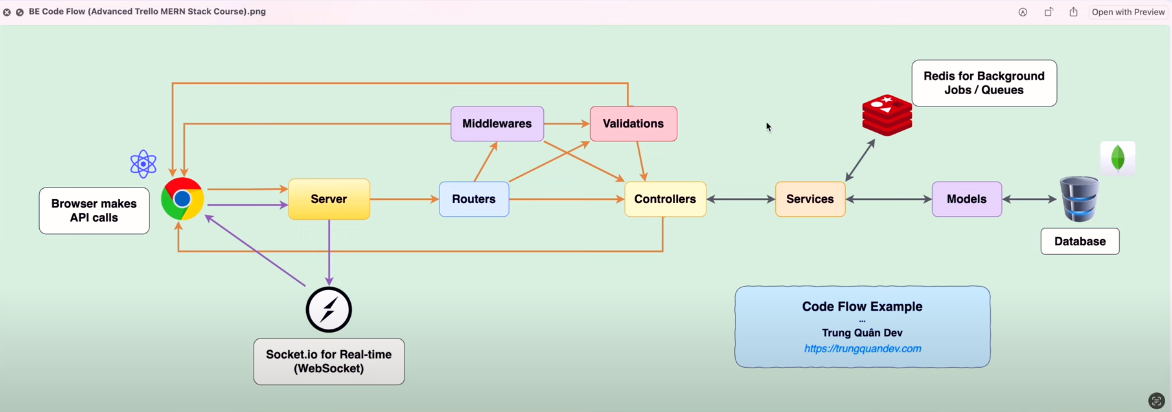 BE Code Flow (Advanced Trello MERN Stack Course).png
Open with Preview
Redis for Background
Jobs / Queues
Middlewares
Validations
Browser makes
API calls
Server
Routers
Controllers
Services
Models
Database
Socket.io for Real-time
(WebSocket)
Code Flow Example
...
Trung Quân Dev
https://trungquandev.com